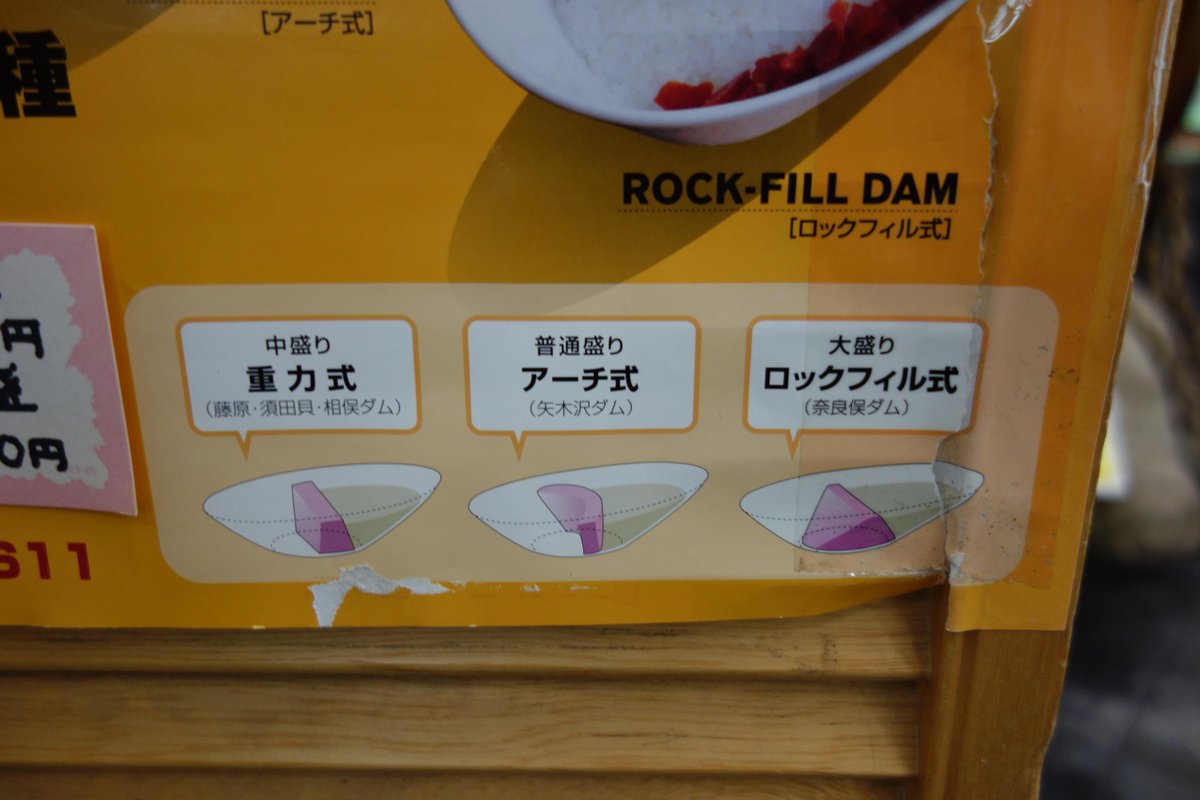 [アーチ式]
種
ROCK-FILL DAM
[ロックフィル式]
円
0円
611
中盛り
重力式
(藤原・須田貝・相俣ダム)
普通盛り
アーチ式
(矢木沢ダム)
大盛り
ロックフィル式
(奈良俣ダム)